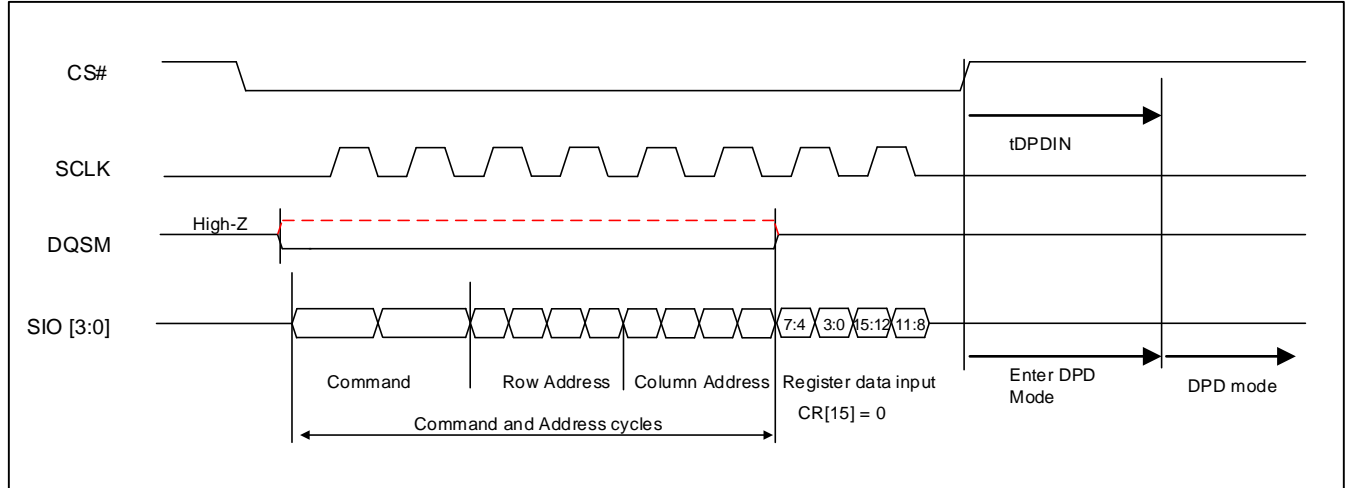 CS#
tDPDIN
SCLK
High-Z
DQSM
SIO [3:0]
7:4 3:0 15:12 11:8
Command Row Address Column Address Register data input
CR[15] = 0
Enter DPD
Mode
DPD mode
Command and Address cycles